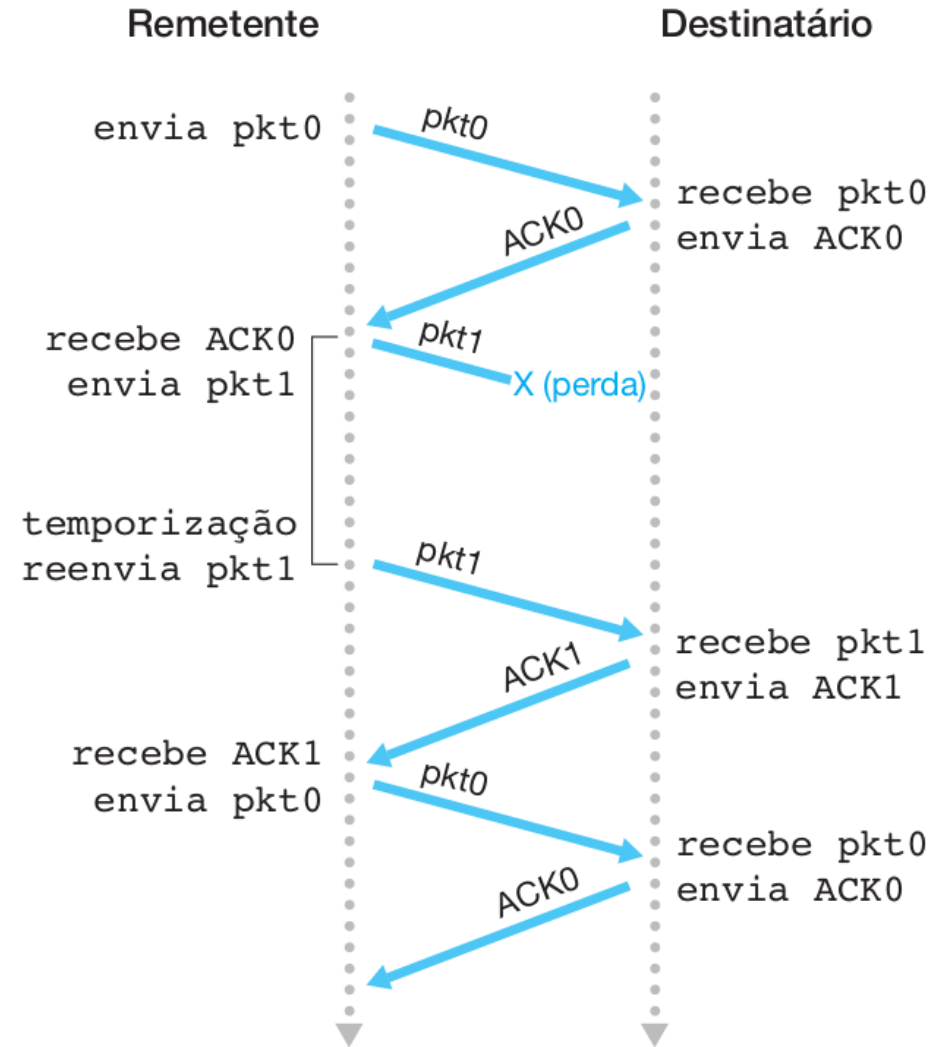 Remetente
Destinatário
envia pkt0
pkt0
recebe pkt0
envia ACK0
ACK0
recebe ACK0
envia pkt1
pkt1
X (perda)
temporização
reenvia pkt1
pkt1
recebe pkt1
envia ACK1
ACK1
recebe ACK1
envia pkt0
pkt0
recebe pkt0
envia ACK0
ACK0